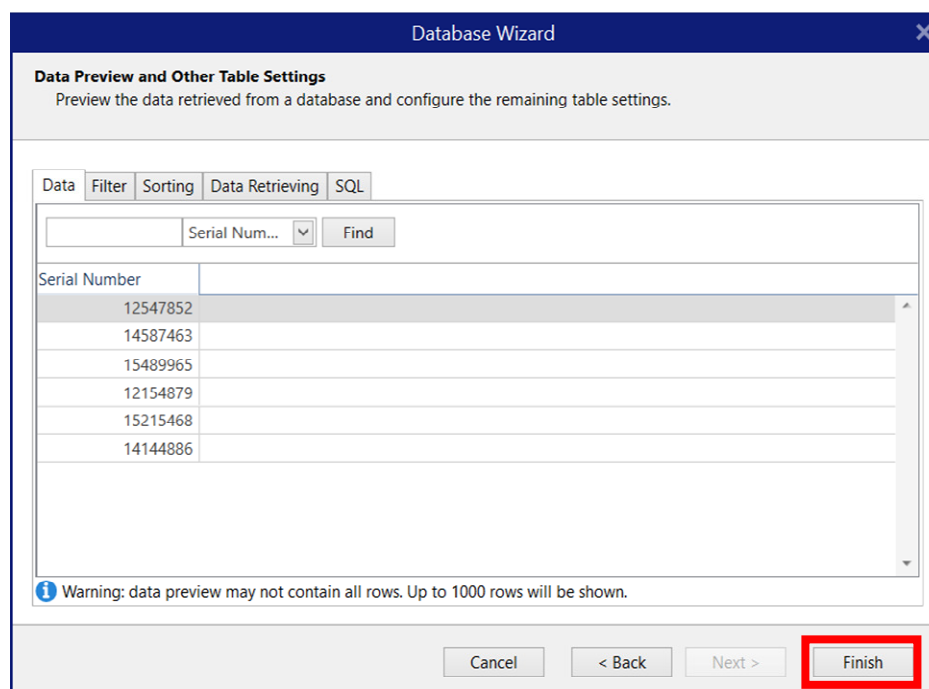 Database Wizard
Data Preview and Other Table Settings
Preview the data retrieved from a database and configure the remaining table settings.
Data Filter Sorting Data Retrieving SQL
Serial Num... Find
Serial Number
12547852
14587463
15489965
12154879
15215468
14144886
Warning: data preview may not contain all rows. Up to 1000 rows will be shown.
Cancel < Back Next > Finish